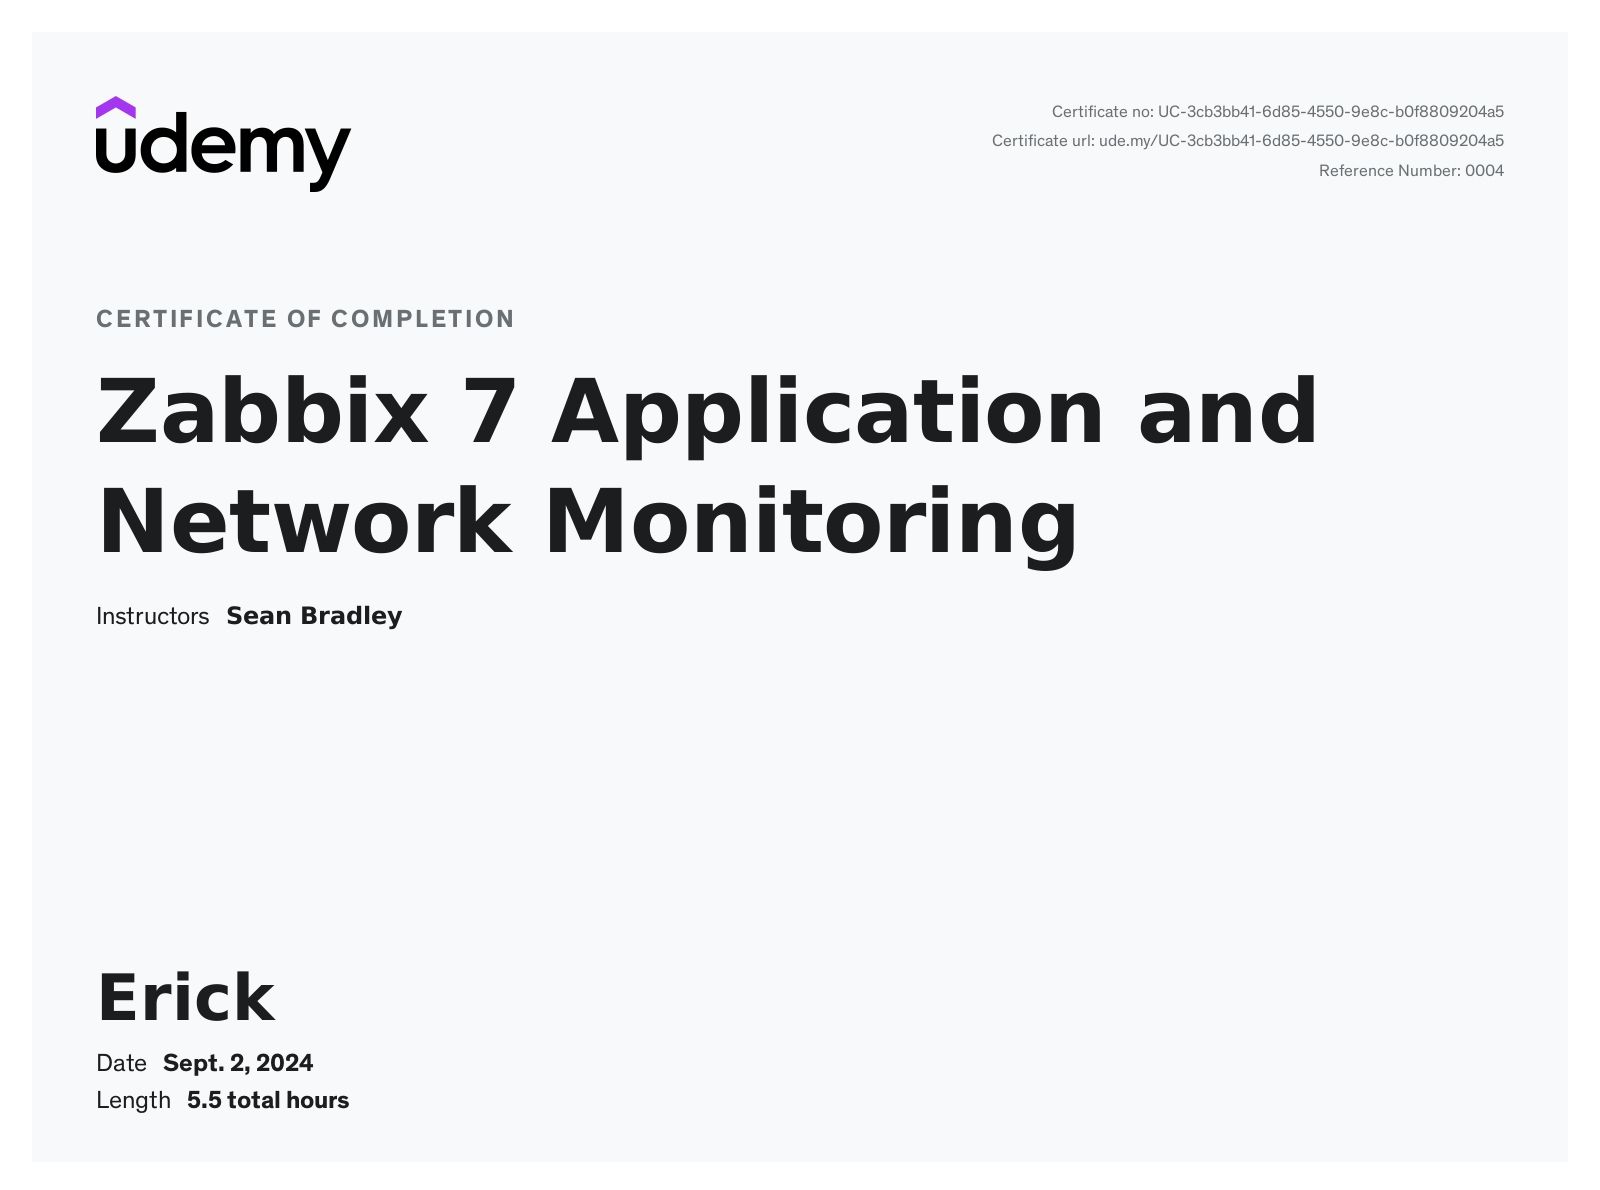 udemy
Certificate no: UC-3cb3bb41-6d85-4550-9e8c-b0f8809204a5
Certificate url: ude.my/UC-3cb3bb41-6d85-4550-9e8c-b0f8809204a5
Reference Number: 0004
CERTIFICATE OF COMPLETION
Zabbix 7 Application and
Network Monitoring
Instructors Sean Bradley
Erick
Date Sept. 2, 2024
Length 5.5 total hours